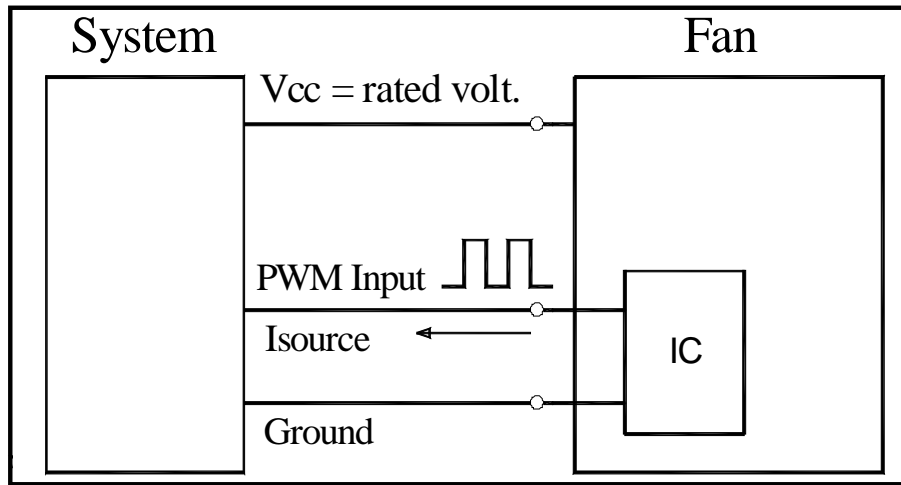 System
Fan
Vcc = rated volt.
PWM Input
Isource
IC
Ground